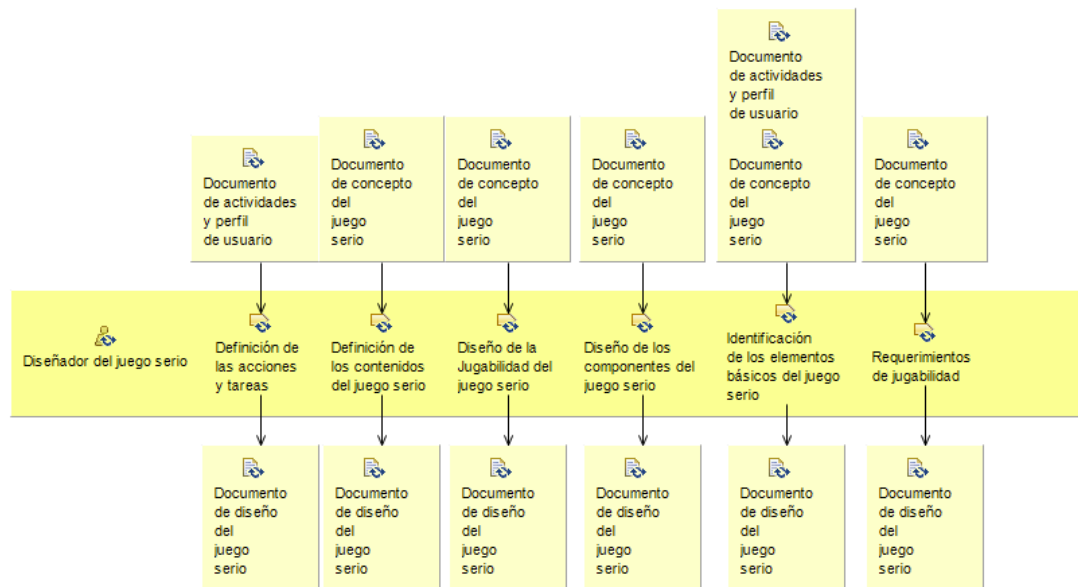 Documento
de actividades
y perfil
de usuario
Documento
de actividades
y perfil
de usuario
Documento
de concepto
del
juego
serio
Documento
de concepto
del
juego
serio
Documento
de concepto
del
juego
serio
Documento
de concepto
del
juego
serio
Documento
de concepto
del
juego
serio
Diseñador del juego serio
Definición de
las acciones
y tareas
Definición de
los contenidos
del juego serio
Diseño de la
Jugabilidad del
juego serio
Diseño de los
componentes del
juego serio
Identificación
de los elementos
básicos del juego
serio
Requerimientos
de jugabilidad
Documento
de diseño
del
juego
serio
Documento
de diseño
del
juego
serio
Documento
de diseño
del
juego
serio
Documento
de diseño
del
juego
serio
Documento
de diseño
del
juego
serio
Documento
de diseño
del
juego
serio